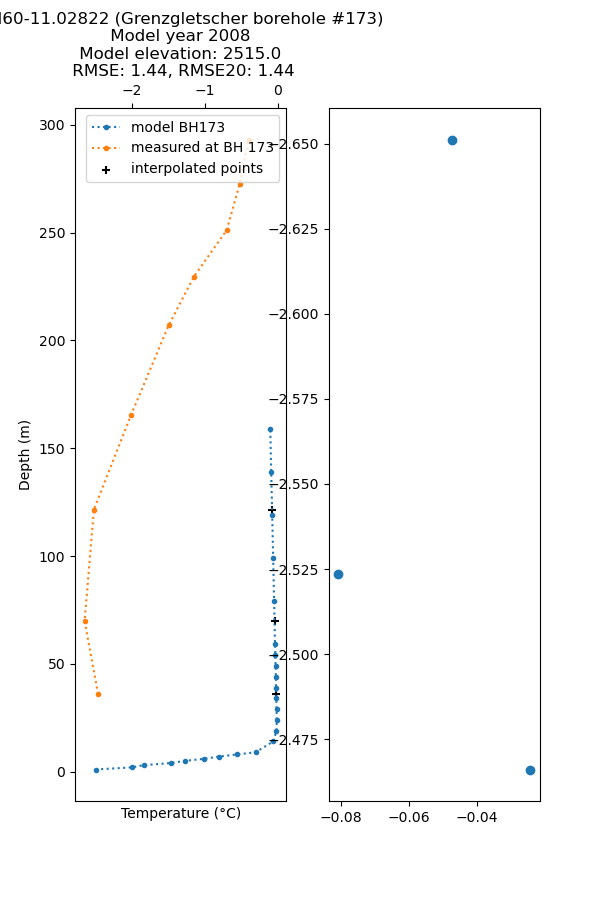 (Grenzgletscher borehole #173)
Model year 2008
Model elevation: 2515.0
RMSE: 1.44, RMSE20: 1.44
−2 −1 0
model BH173
measured at BH 173
interpolated points
300
250
200
150
100
50
0
Depth (m)
Temperature (°C)
−2.650
−2.625
−2.600
−2.575
−2.550
−2.525
−2.500
−2.475
−0.08 −0.06 −0.04